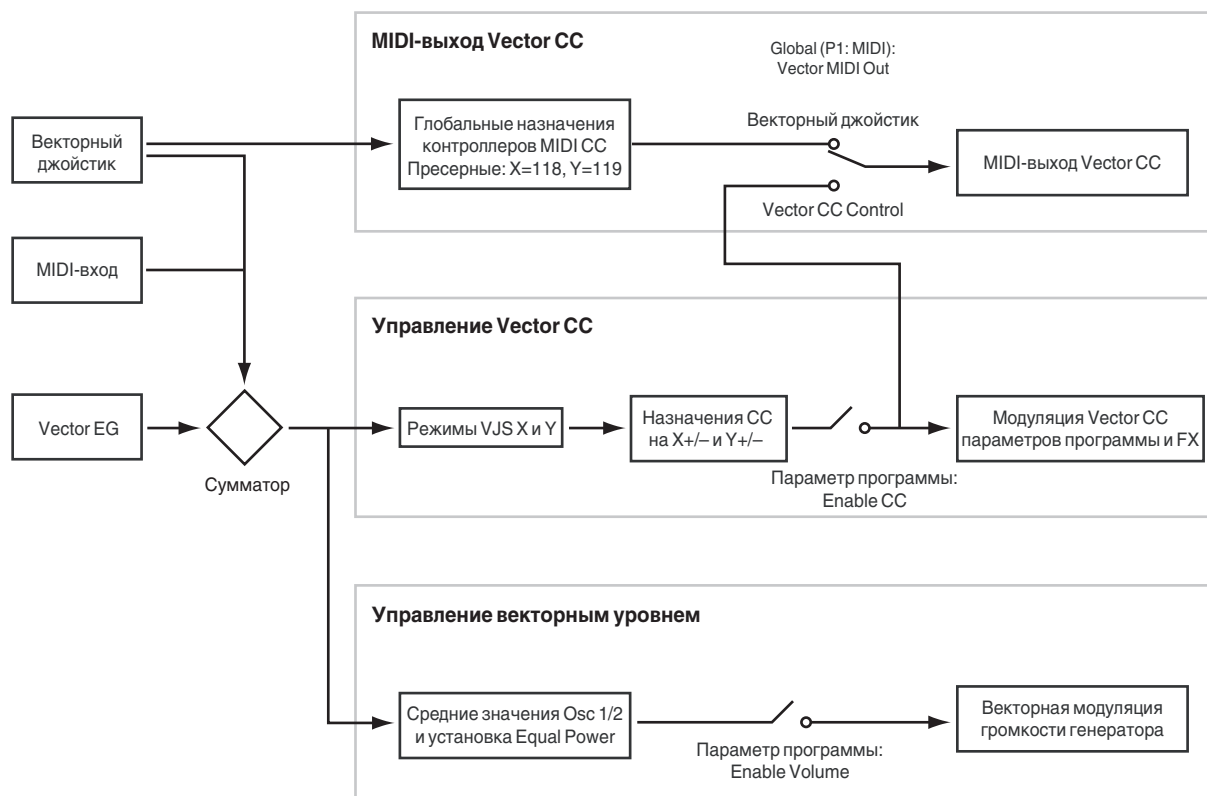 MIDI-выход Vector CC
Global (P1: MIDI):
Vector MIDI Out
Векторный
джойстик
Глобальные назначения
контроллеров MIDI CC
Пресерные: X=118, Y=119
Векторный джойстик
Vector CC Control
MIDI-выход Vector CC
MIDI-вход
Управление Vector CC
Vector EG
Сумматор
Режимы VJS X и Y
Назначения CC
на X+/– и Y+/–
Параметр программы:
Enable CC
Модуляция Vector CC
параметров программы и FX
Управление векторным уровнем
Средние значения Osc 1/2
и установка Equal Power
Параметр программы:
Enable Volume
Векторная модуляция
громкости генератора